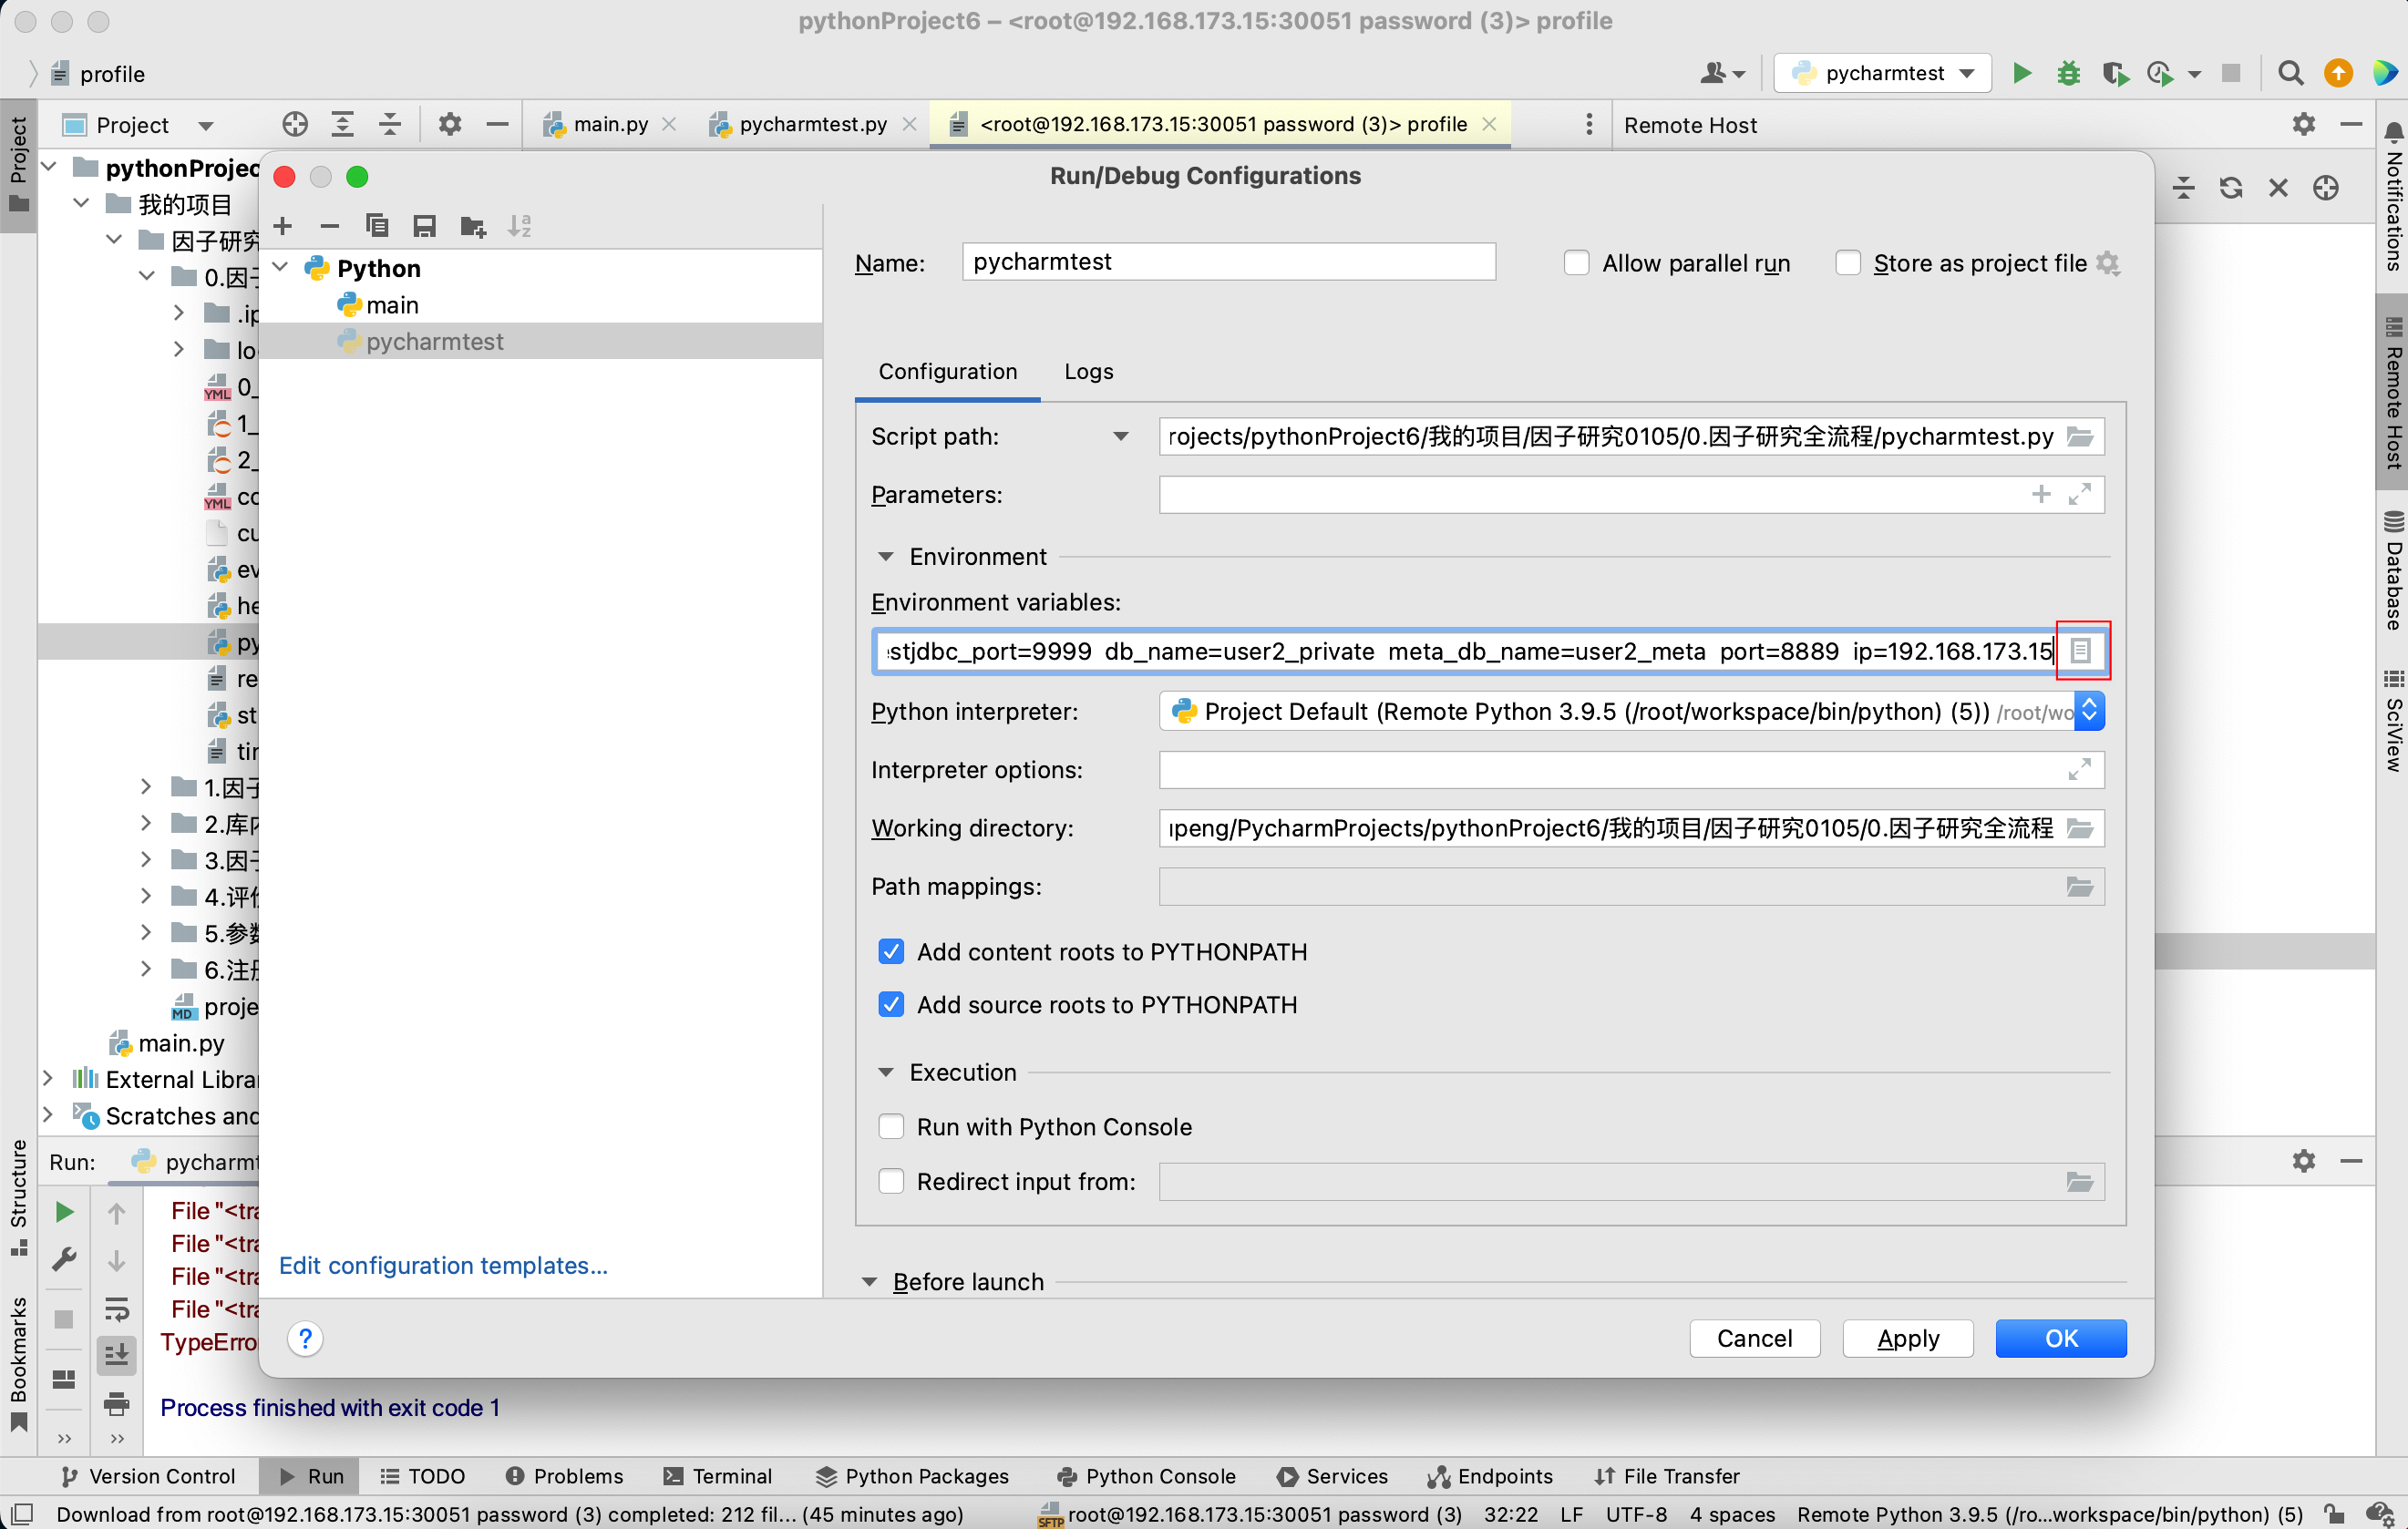 pythonProject6 – <root@192.168.173.15:30051 password (3)> profile
profile
pycharmtest
Project
main.py
pycharmtest.py
<root@192.168.173.15:30051 password (3)> profile
Remote Host
Project
Structure
Bookmarks
Notifications
Remote Host
Database
SciView
pythonProjec
我的项目
因子研究
0.因子
.ip
lo
0_
1_
2_
co
cu
ev
he
py
re
st
tin
1.因子
2.库内
3.因子
4.评价
5.参数
6.注册
proje
main.py
External Libra
Scratches and
Run/Debug Configurations
Python
main
pycharmtest
Edit configuration templates...
Name:
pycharmtest
Allow parallel run
Store as project file
Configuration
Logs
Script path:
rojects/pythonProject6/我的项目/因子研究0105/0.因子研究全流程/pycharmtest.py
Parameters:
Environment
Environment variables:
stjdbc_port=9999 db_name=user2_private meta_db_name=user2_meta port=8889 ip=192.168.173.15
Python interpreter:
Project Default (Remote Python 3.9.5 (/root/workspace/bin/python) (5)) /root/wo
Interpreter options:
Working directory:
ıpeng/PycharmProjects/pythonProject6/我的项目/因子研究0105/0.因子研究全流程
Path mappings:
Add content roots to PYTHONPATH
Add source roots to PYTHONPATH
Execution
Run with Python Console
Redirect input from:
Before launch
?
Cancel
Apply
OK
Run:
pycharmt
File "<tra
File "<tra
File "<tra
File "<tra
TypeErro
Process finished with exit code 1
Version Control
Run
TODO
Problems
Terminal
Python Packages
Python Console
Services
Endpoints
File Transfer
Download from root@192.168.173.15:30051 password (3) completed: 212 fil... (45 minutes ago)
SFTP
root@192.168.173.15:30051 password (3)
32:22
LF
UTF-8
4 spaces
Remote Python 3.9.5 (/ro...workspace/bin/python) (5)